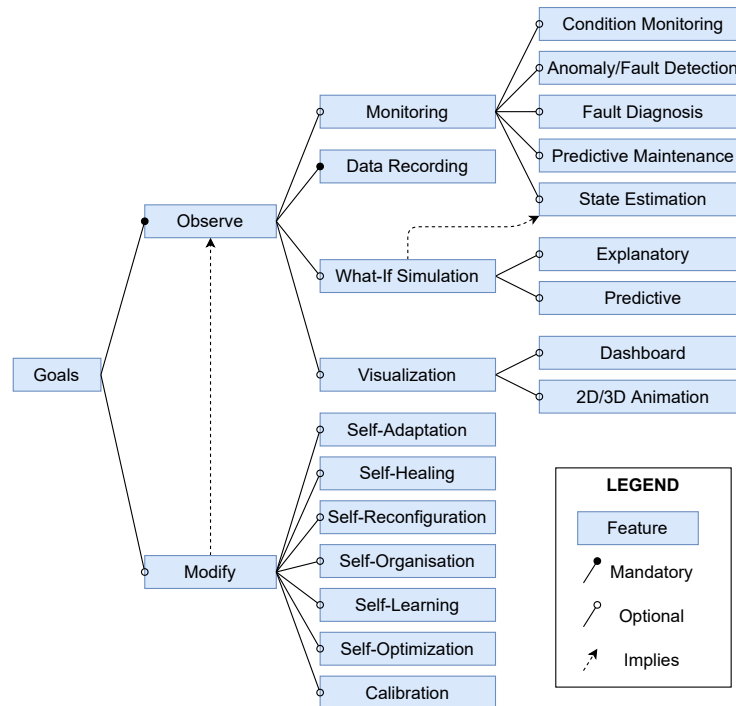 Goals
Observe
Modify
Monitoring
Data Recording
What-If Simulation
Visualization
Condition Monitoring
Anomaly/Fault Detection
Fault Diagnosis
Predictive Maintenance
State Estimation
Explanatory
Predictive
Dashboard
2D/3D Animation
Self-Adaptation
Self-Healing
Self-Reconfiguration
Self-Organisation
Self-Learning
Self-Optimization
Calibration
LEGEND
Feature
Mandatory
Optional
Implies